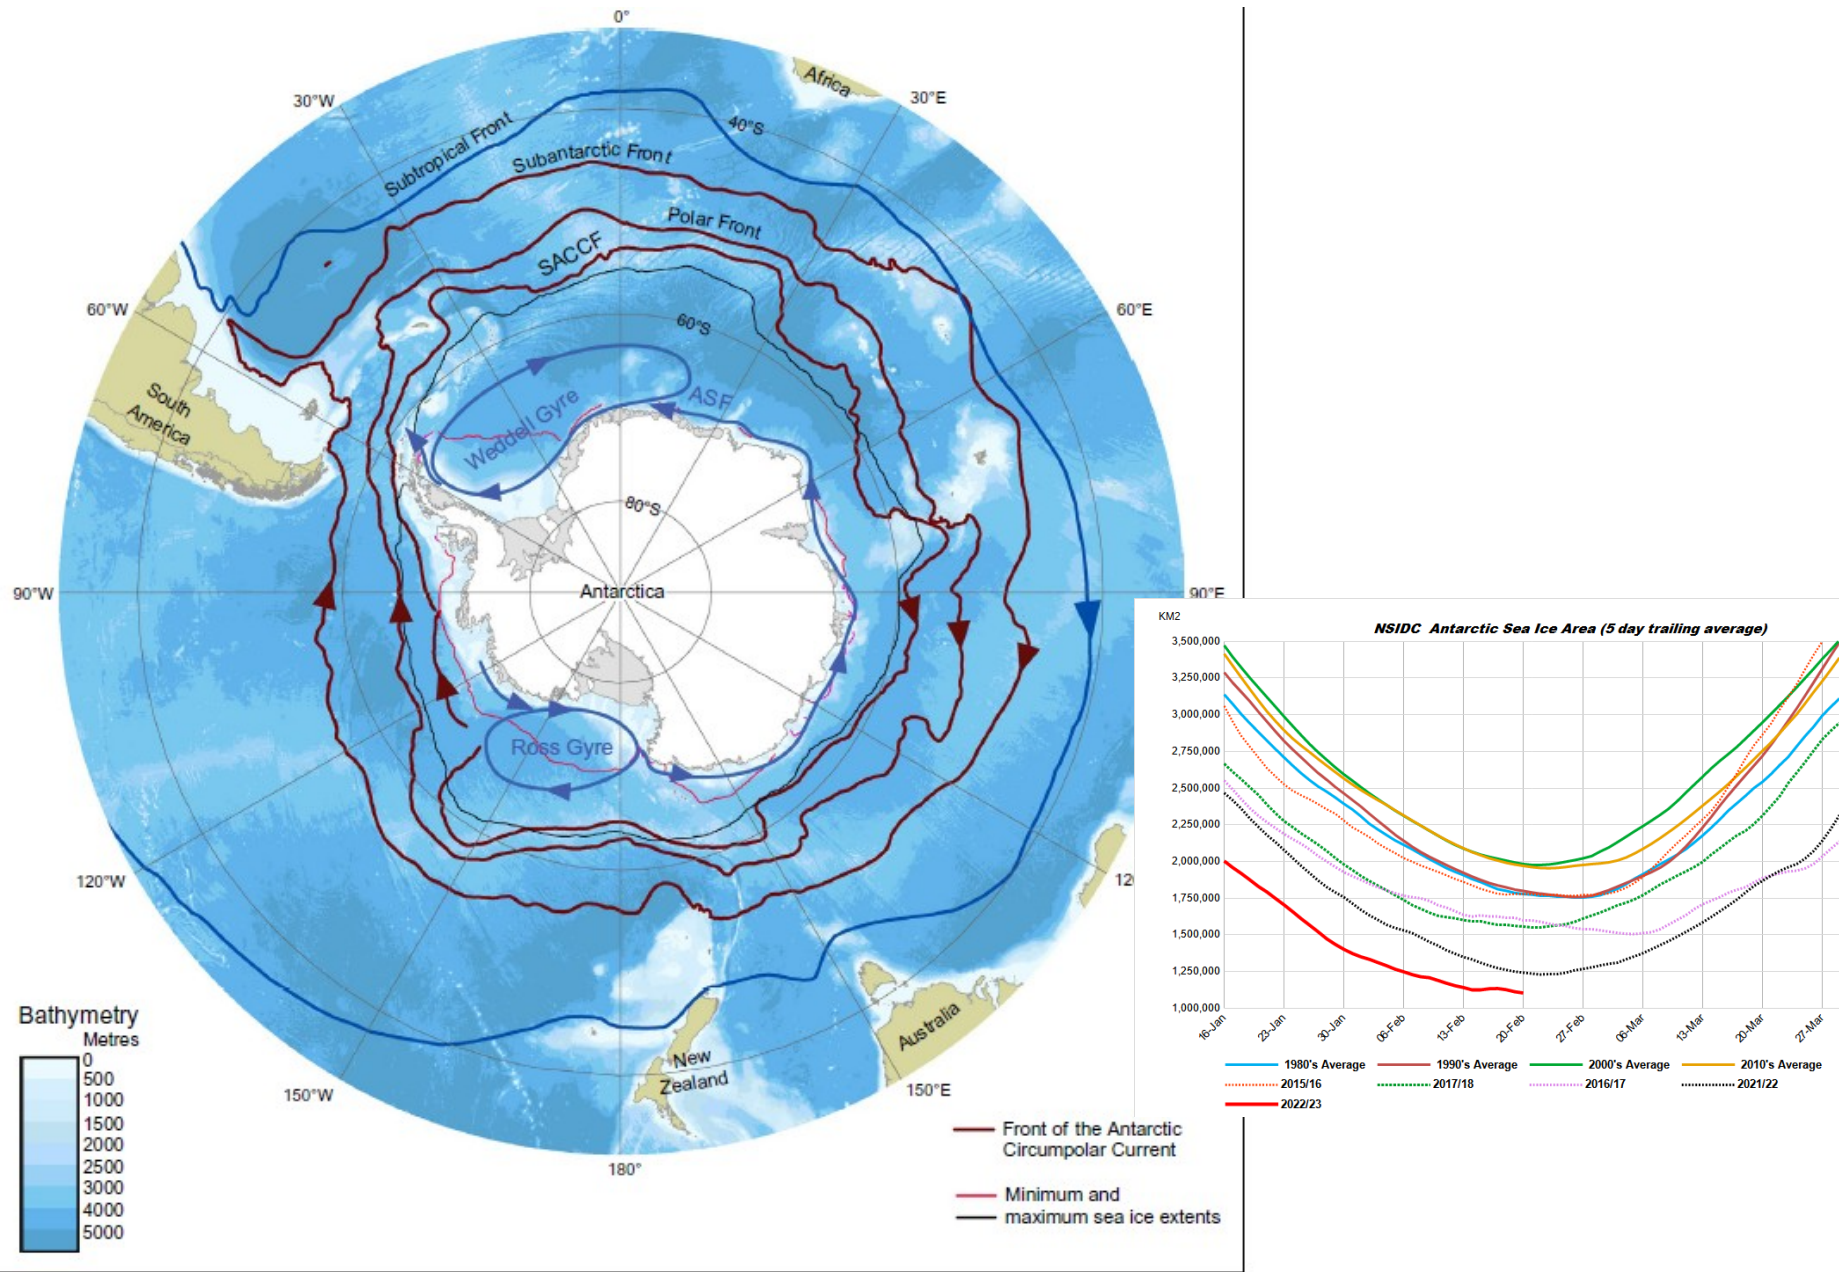 0°
30°W
30°E
Africa
40°S
Subtropical Front
Subantarctic Front
Polar Front
SACCF
60°W
60°E
60°S
South
America
ASF
Weddell Gyre
80°S
90°W
Antarctica
90°E
Ross Gyre
120°W
12
Australia
New
Zealand
150°W
150°E
180°
Bathymetry
Metres
0
500
1000
1500
2000
2500
3000
4000
5000
Front of the Antarctic
Circumpolar Current
Minimum and
maximum sea ice extents
KM2
NSIDC Antarctic Sea Ice Area (5 day trailing average)
3,500,000
3,250,000
3,000,000
2,750,000
2,500,000
2,250,000
2,000,000
1,750,000
1,500,000
1,250,000
1,000,000
16-Jan 23-Jan 30-Jan 06-Feb 13-Feb 20-Feb 27-Feb 06-Mar 13-Mar 20-Mar 27-Mar
1980's Average 1990's Average 2000's Average 2010's Average
2015/16 2017/18 2016/17 2021/22
2022/23